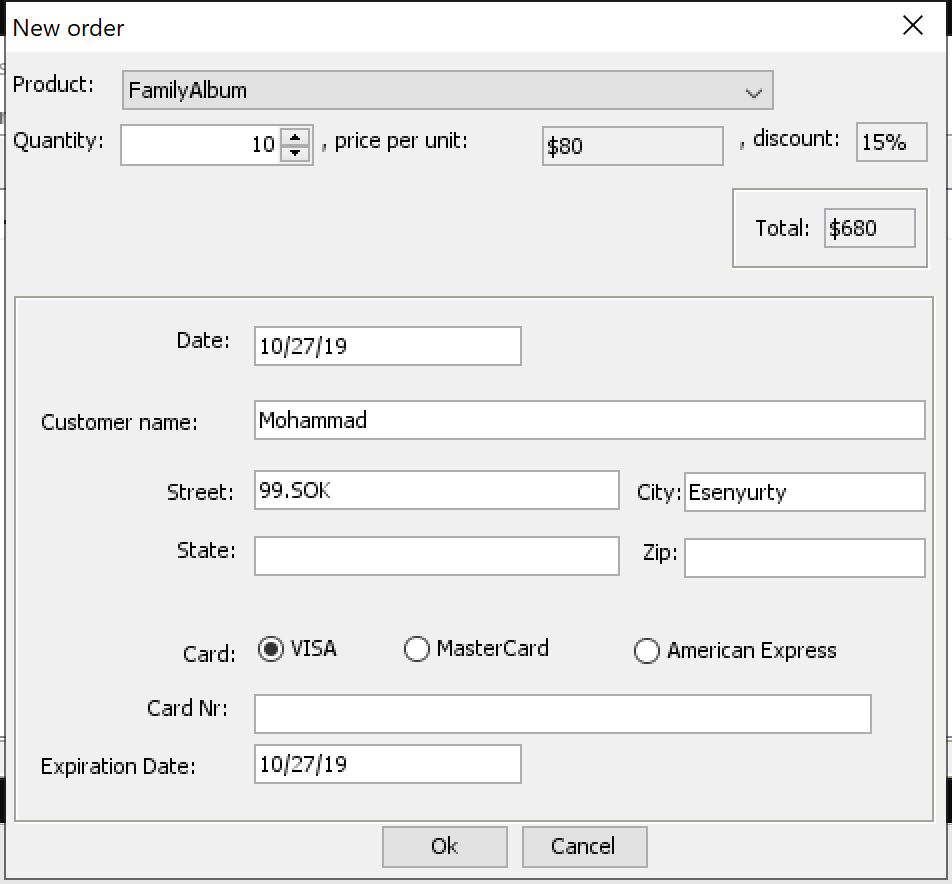 New order
Product: FamilyAlbum
Quantity: 10 , price per unit: $80 , discount: 15%
Total: $680
Date: 10/27/19
Customer name: Mohammad
Street: 99.SOK City: Esenyurty
State: Zip:
Card: VISA MasterCard American Express
Card Nr:
Expiration Date: 10/27/19
Ok Cancel